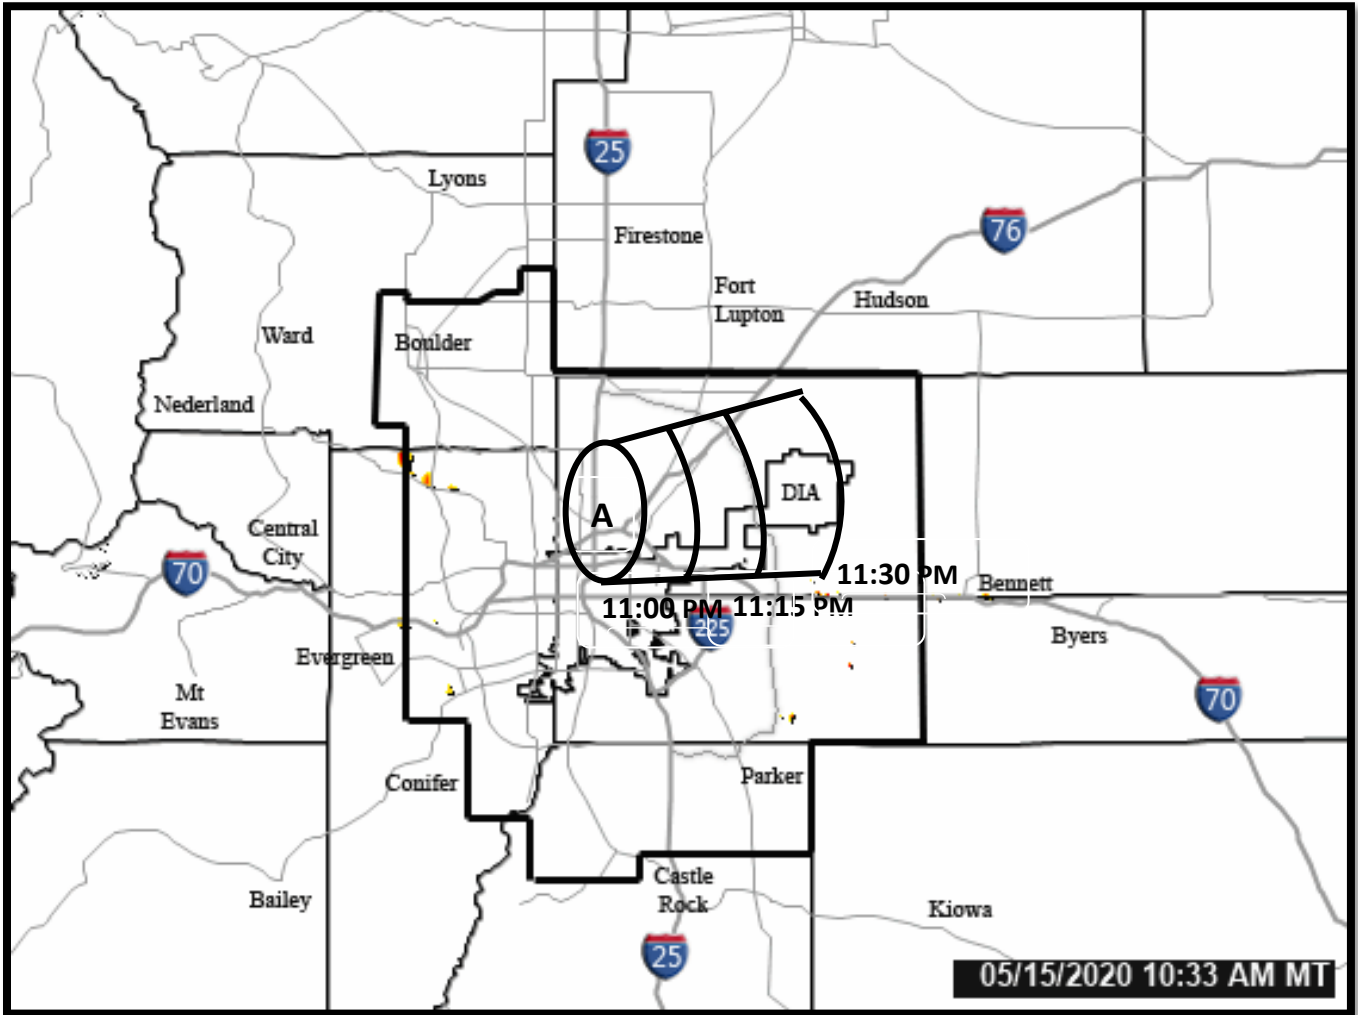 25
Lyons
Firestone
76
Fort
Lupton
Hudson
Ward
Boulder
Nederland
DIA
A
Central
City
70
11:30 PM
Bennett
11:00 PM
11:15 PM
225
Byers
Evergreen
Mt
Evans
70
Conifer
Parker
Castle
Rock
Bailey
Kiowa
25
05/15/2020 10:33 AM MT